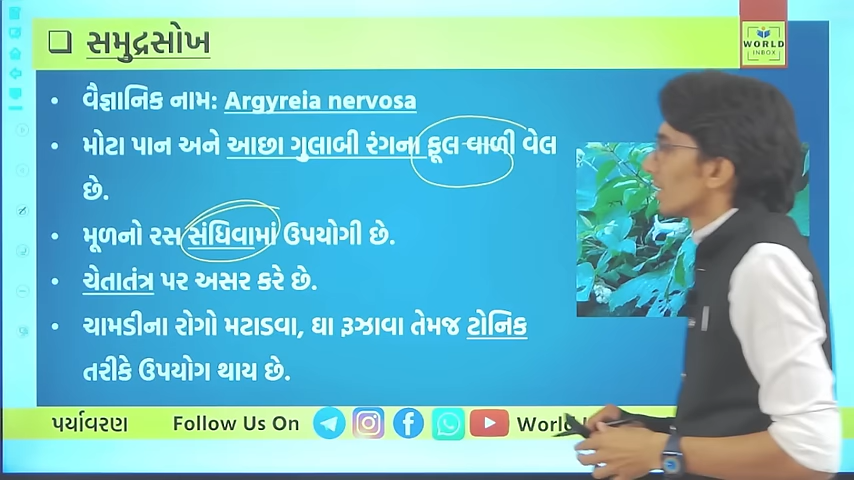 ❑ સમુદ્રસોખ
WORLD
INBOX
• વૈજ્ઞાનિક નામ: Argyreia nervosa
• મોટા પાન અને આછા ગુલાબી રંગના ફૂલ વાળી વેલ
છે.
• મૂળનો રસ સંધિવામાં ઉપયોગી છે.
• ચેતાતંત્ર પર અસર કરે છે.
• ચામડીના રોગો મટાડવા, ઘા રૂઝાવા તેમજ ટોનિક
તરીકે ઉપયોગ થાય છે.
પર્યાવરણ Follow Us On World